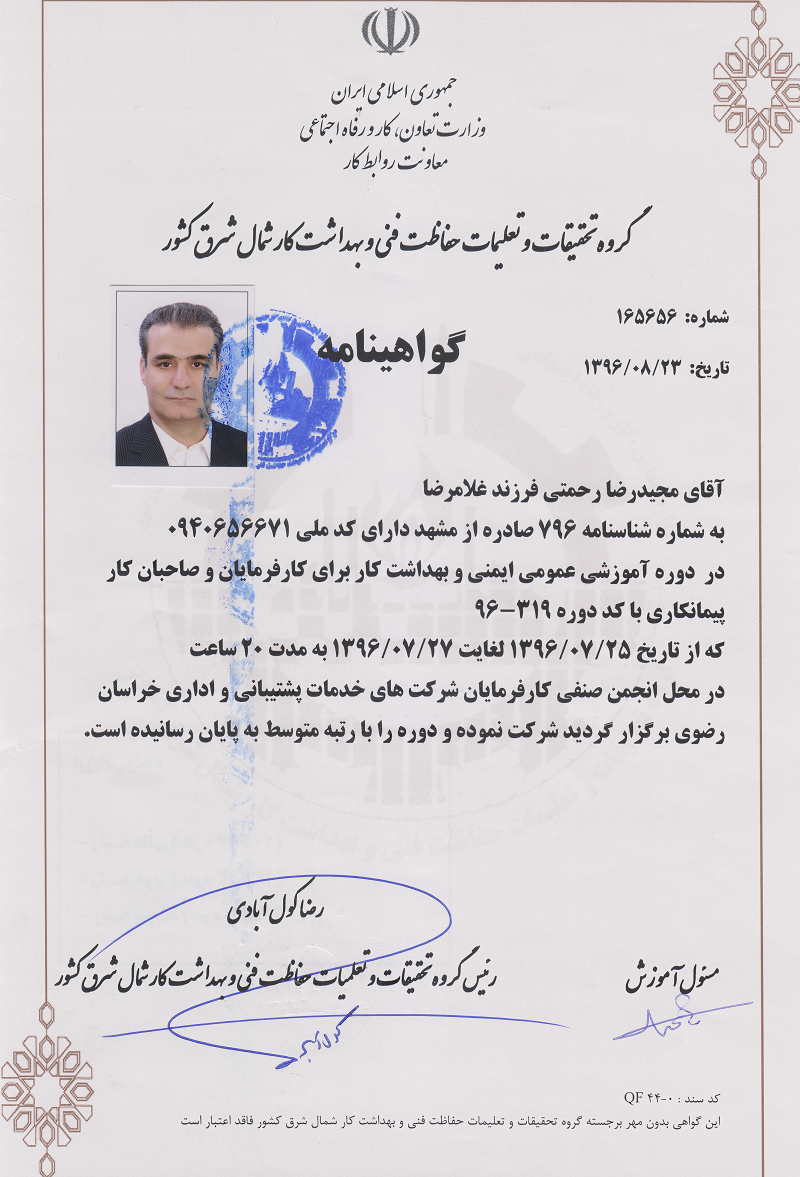 جمهوری اسلامی ایران
وزارت تعاون، کار و رفاه اجتماعی
معاونت روابط کار
گروه تحقیقات و تعلیمات حفاظت فنی و بهداشت کار شمال شرق کشور
شماره: ۱۶۵۶۵۶
گواهینامه
تاریخ: ۱۳۹۶/۰۸/۲۳
آقای مجیدرضا رحمتی فرزند غلامرضا
به شماره شناسنامه ۷۹۶ صادره از مشهد دارای کد ملی ۰۹۴۰۶۵۶۶۷۱
در دوره آموزشی عمومی ایمنی و بهداشت کار برای کارفرمایان و صاحبان کار
پیمانکاری با کد دوره ۳۱۹-۹۶
که از تاریخ ۱۳۹۶/۰۷/۲۵ لغایت ۱۳۹۶/۰۷/۲۷ به مدت ۲۰ ساعت
در محل انجمن صنفی کارفرمایان شرکت های خدمات پشتیبانی و اداری خراسان
رضوی برگزار گردید شرکت نموده و دوره را با رتبه متوسط به پایان رسانیده است.
رضا کول آبادی
مسئول آموزش
رئیس گروه تحقیقات و تعلمیات حفاظت فنی و بهداشت کار شمال شرق کشور
کد سند : QF ۴۴-۰
این گواهی بدون مهر برجسته گروه تحقیقات و تعلیمات حفاظت فنی و بهداشت کار شمال شرق کشور فاقد اعتبار است